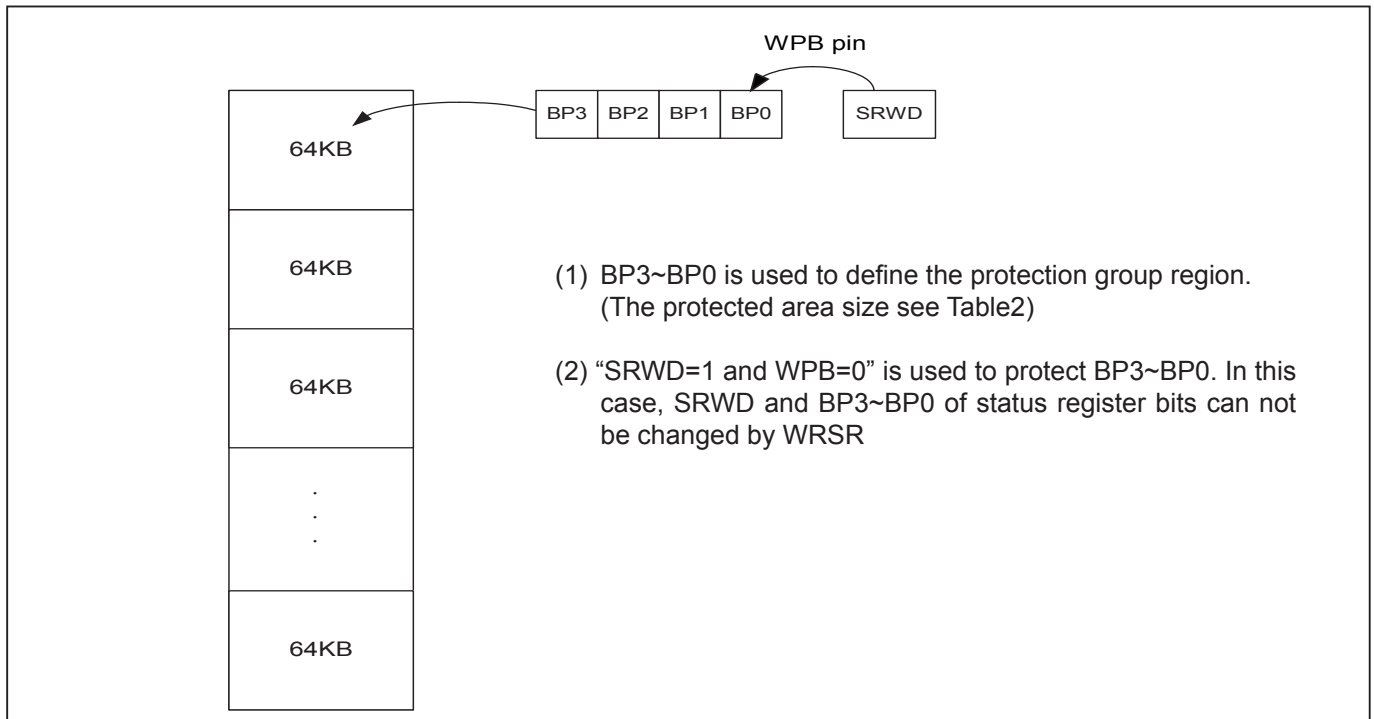 WPB pin
BP3 BP2 BP1 BP0 SRWD
64KB
64KB
64KB
.
.
.
64KB
(1) BP3~BP0 is used to define the protection group region.
(The protected area size see Table2)
(2) “SRWD=1 and WPB=0” is used to protect BP3~BP0. In this
case, SRWD and BP3~BP0 of status register bits can not
be changed by WRSR